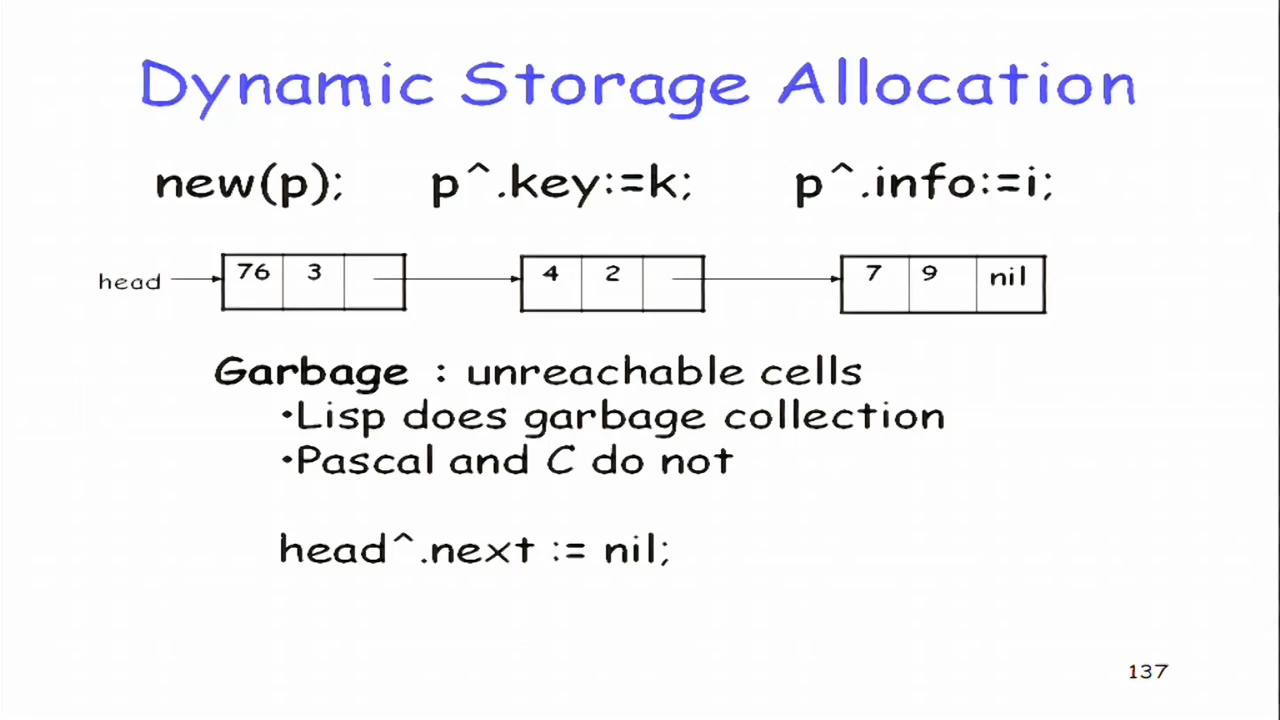 Dynamic Storage Allocation
new(p); p^.key:=k; p^.info:=i;
head 76 3 4 2 7 9 nil
Garbage : unreachable cells
•Lisp does garbage collection
•Pascal and C do not
head^.next := nil;
137